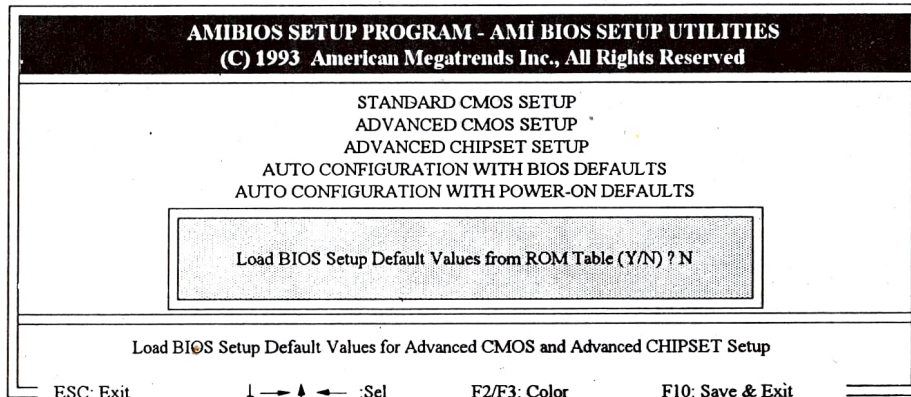 AMIBIOS SETUP PROGRAM - AMI BIOS SETUP UTILITIES
(C) 1993 American Megatrends Inc., All Rights Reserved
STANDARD CMOS SETUP
ADVANCED CMOS SETUP
ADVANCED CHIPSET SETUP
AUTO CONFIGURATION WITH BIOS DEFAULTS
AUTO CONFIGURATION WITH POWER-ON DEFAULTS
Load BIOS Setup Default Values from ROM Table (Y/N) ? N
Load BIOS Setup Default Values for Advanced CMOS and Advanced CHIPSET Setup
ESC: Exit ↓ → ↑ ← :Sel F2/F3: Color F10: Save & Exit